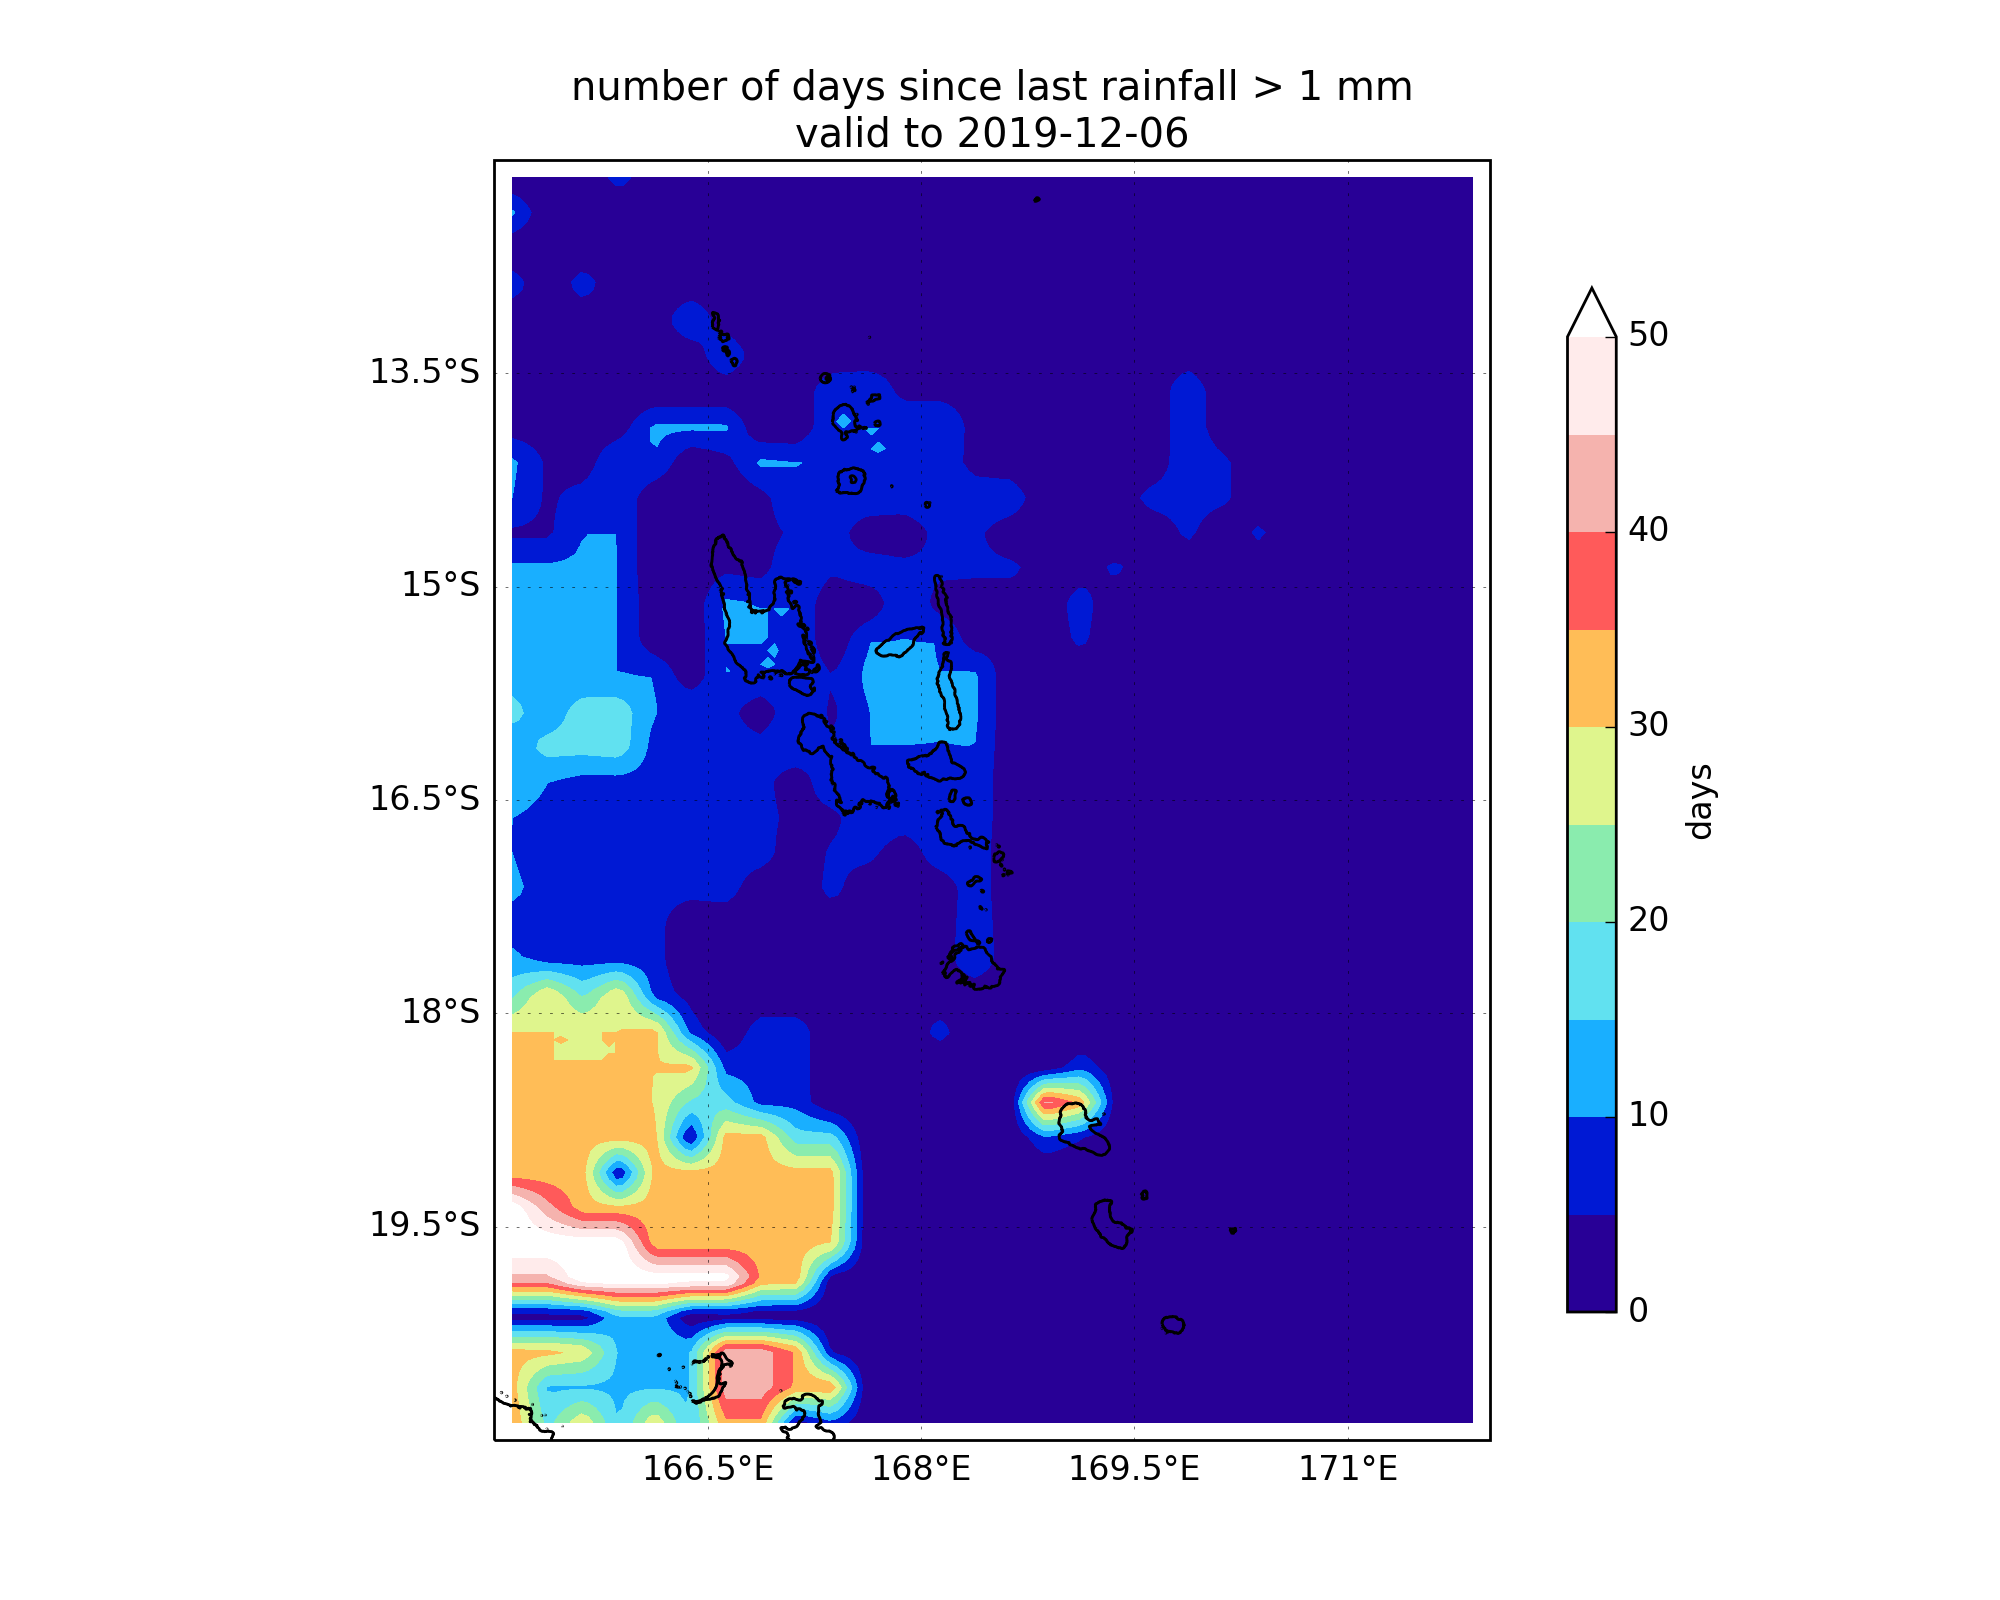 number of days since last rainfall > 1 mm
valid to 2019-12-06
13.5°S
15°S
16.5°S
18°S
19.5°S
166.5°E
168°E
169.5°E
171°E
50
40
30
20
10
0
days